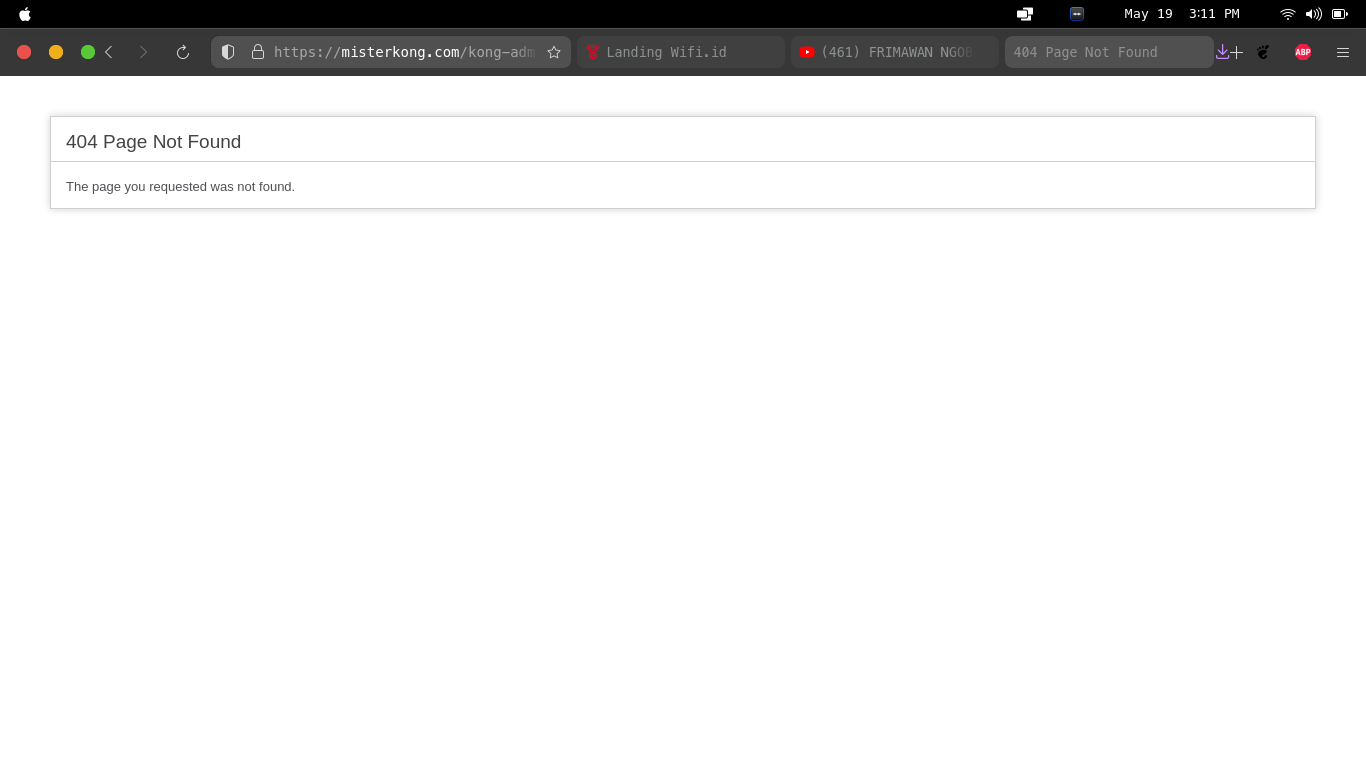 May 19 3:11 PM
https://misterkong.com/kong-adm
Landing Wifi.id
(461) FRIMAWAN NGOB
404 Page Not Found
ABP
404 Page Not Found
The page you requested was not found.